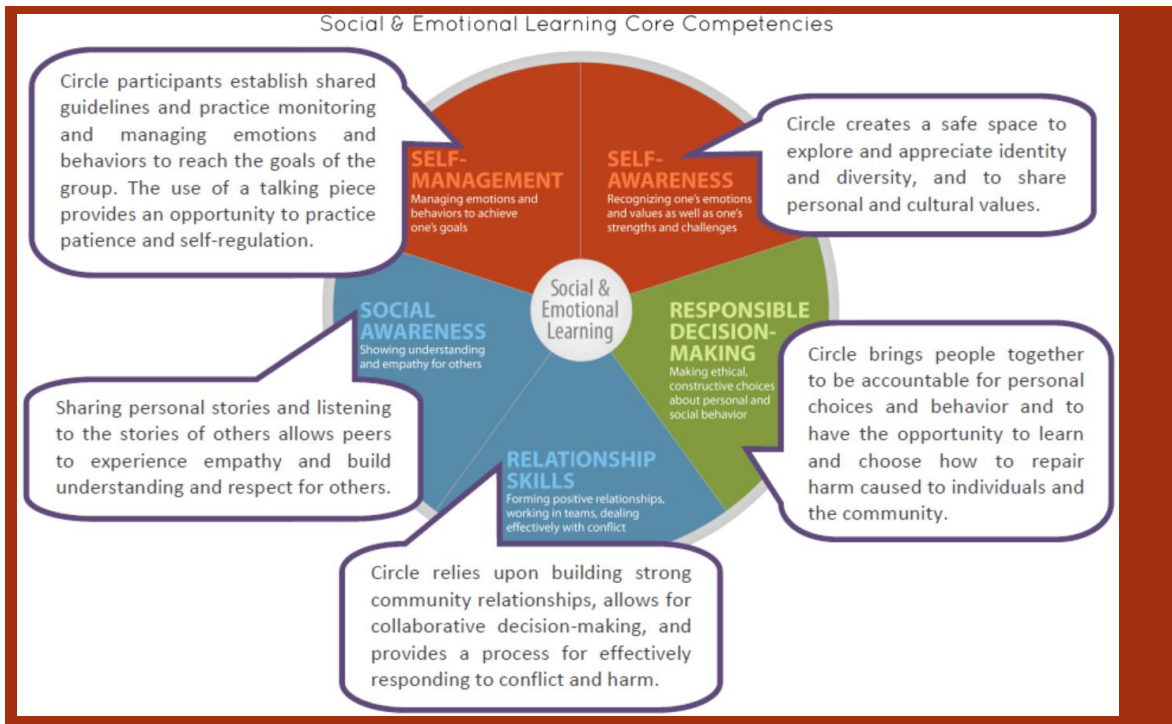 Social & Emotional Learning Core Competencies
Circle participants establish shared
guidelines and practice monitoring
and managing emotions and
behaviors to reach the goals of the
group. The use of a talking piece
provides an opportunity to practice
patience and self-regulation.
SELF-
MANAGEMENT
Managing emotions and
behaviors to achieve
one's goals
SELF-
AWARENESS
Recognizing one's emotions
and values as well as one's
strengths and challenges
Circle creates a safe space to
explore and appreciate identity
and diversity, and to share
personal and cultural values.
SOCIAL
AWARENESS
Showing understanding
and empathy for others
Social &
Emotional
Learning
RESPONSIBLE
DECISION-
MAKING
Making ethical,
constructive choices
about personal and
social behavior
Sharing personal stories and listening
to the stories of others allows peers
to experience empathy and build
understanding and respect for others.
Circle brings people together
to be accountable for personal
choices and behavior and to
have the opportunity to learn
and choose how to repair
harm caused to individuals and
the community.
RELATIONSHIP
SKILLS
Forming positive relationships,
working in teams, dealing
effectively with conflict
Circle relies upon building strong
community relationships, allows for
collaborative decision-making, and
provides a process for effectively
responding to conflict and harm.